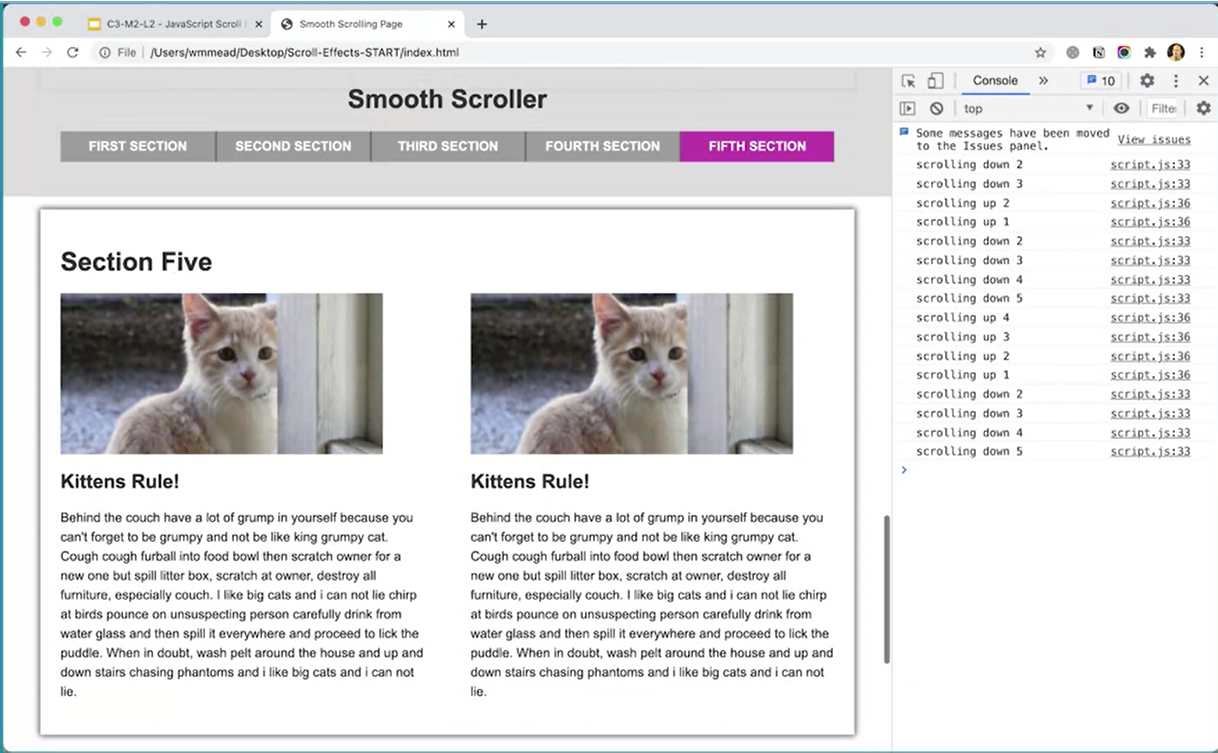 C3-M2-L2 - JavaScript Scroll
Smooth Scrolling Page
File
/Users/wmmead/Desktop/Scroll-Effects-START/index.html
Smooth Scroller
FIRST SECTION
SECOND SECTION
THIRD SECTION
FOURTH SECTION
FIFTH SECTION
Section Five
Kittens Rule!
Behind the couch have a lot of grump in yourself because you
can't forget to be grumpy and not be like king grumpy cat.
Cough cough furball into food bowl then scratch owner for a
new one but spill litter box, scratch at owner, destroy all
furniture, especially couch. I like big cats and i can not lie chirp
at birds pounce on unsuspecting person carefully drink from
water glass and then spill it everywhere and proceed to lick the
puddle. When in doubt, wash pelt around the house and up and
down stairs chasing phantoms and i like big cats and i can not
lie.
Kittens Rule!
Behind the couch have a lot of grump in yourself because you
can't forget to be grumpy and not be like king grumpy cat.
Cough cough furball into food bowl then scratch owner for a
new one but spill litter box, scratch at owner, destroy all
furniture, especially couch. I like big cats and i can not lie chirp
at birds pounce on unsuspecting person carefully drink from
water glass and then spill it everywhere and proceed to lick the
puddle. When in doubt, wash pelt around the house and up and
down stairs chasing phantoms and i like big cats and i can not
lie.
Console
10
top
Filte
Some messages have been moved
to the Issues panel.
View issues
scrolling down 2 script.js:33
scrolling down 3 script.js:33
scrolling up 2 script.js:36
scrolling up 1 script.js:36
scrolling down 2 script.js:33
scrolling down 3 script.js:33
scrolling down 4 script.js:33
scrolling down 5 script.js:33
scrolling up 4 script.js:36
scrolling up 3 script.js:36
scrolling up 2 script.js:36
scrolling up 1 script.js:36
scrolling down 2 script.js:33
scrolling down 3 script.js:33
scrolling down 4 script.js:33
scrolling down 5 script.js:33